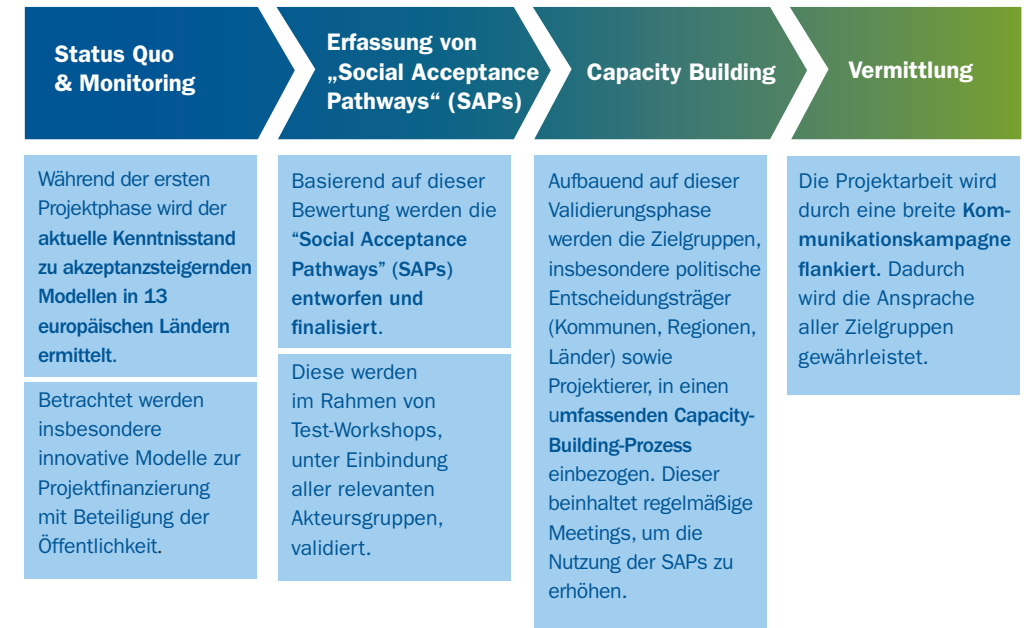 Status Quo
& Monitoring
Erfassung von
„Social Acceptance
Pathways“ (SAPs)
Capacity Building
Vermittlung
Während der ersten
Projektphase wird der
aktuelle Kenntnisstand
zu akzeptanzsteigernden
Modellen in 13
europäischen Ländern
ermittelt.
Betrachtet werden
insbesondere
innovative Modelle zur
Projektfinanzierung
mit Beteiligung der
Öffentlichkeit.
Basierend auf dieser
Bewertung werden die
“Social Acceptance
Pathways” (SAPs)
entworfen und
finalisiert.
Diese werden
im Rahmen von
Test-Workshops,
unter Einbindung
aller relevanten
Akteursgruppen,
validiert.
Aufbauend auf dieser
Validierungsphase
werden die Zielgruppen,
insbesondere politische
Entscheidungsträger
(Kommunen, Regionen,
Länder) sowie
Projektierer, in einen
umfassenden Capacity-
Building-Prozess
einbezogen. Dieser
beinhaltet regelmäßige
Meetings, um die
Nutzung der SAPs zu
erhöhen.
Die Projektarbeit wird
durch eine breite Kom-
munikationskampagne
flankiert. Dadurch
wird die Ansprache
aller Zielgruppen
gewährleistet.